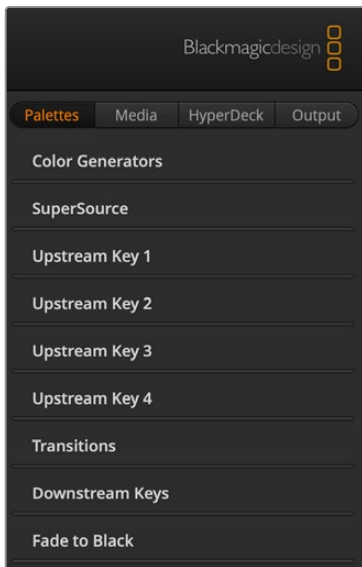 Blackmagicdesign
Palettes Media HyperDeck Output
Color Generators
SuperSource
Upstream Key 1
Upstream Key 2
Upstream Key 3
Upstream Key 4
Transitions
Downstream Keys
Fade to Black